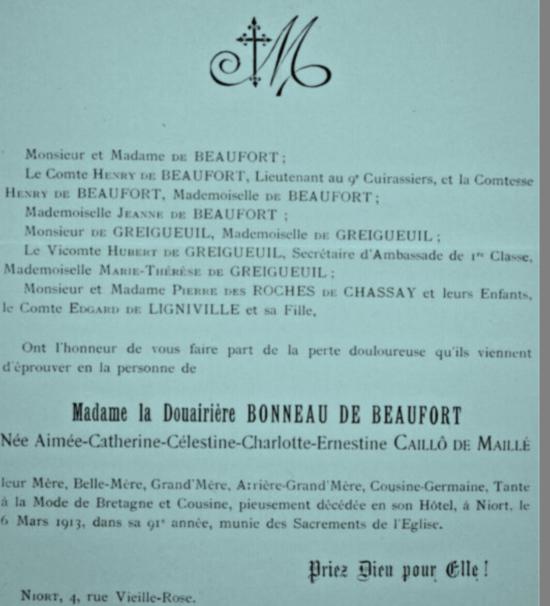 M
Monsieur et Madame DE BEAUFORT ;
Le Comte HENRY DE BEAUFORT, Lieutenant au 9e Cuirassiers, et la Comtesse
HENRY DE BEAUFORT, Mademoiselle DE BEAUFORT ;
Mademoiselle JEANNE DE BEAUFORT ;
Monsieur DE GREIGUEUIL, Mademoiselle DE GREIGUEUIL ;
Le Vicomte HUBERT DE GREIGUEUIL, Secrétaire d'Ambassade de 1re Classe,
Mademoiselle MARIE-THÉRÈSE DE GREIGUEUIL ;
Monsieur et Madame PIERRE DES ROCHES DE CHASSAY et leurs Enfants,
le Comte EDGARD DE LIGNIVILLE et sa Fille,
Ont l'honneur de vous faire part de la perte douloureuse qu'ils viennent
d'éprouver en la personne de
Madame la Douairière BONNEAU DE BEAUFORT
Née Aimée-Catherine-Célestine-Charlotte-Ernestine CAILLÔ DE MAILLÉ
leur Mère, Belle-Mère, Grand'Mère, Arrière-Grand'Mère, Cousine-Germaine, Tante
à la Mode de Bretagne et Cousine, pieusement décédée en son Hôtel, à Niort, le
6 Mars 1913, dans sa 91e année, munie des Sacrements de l'Eglise.
Priez Dieu pour Elle !
NIORT, 4, rue Vieille-Rose.